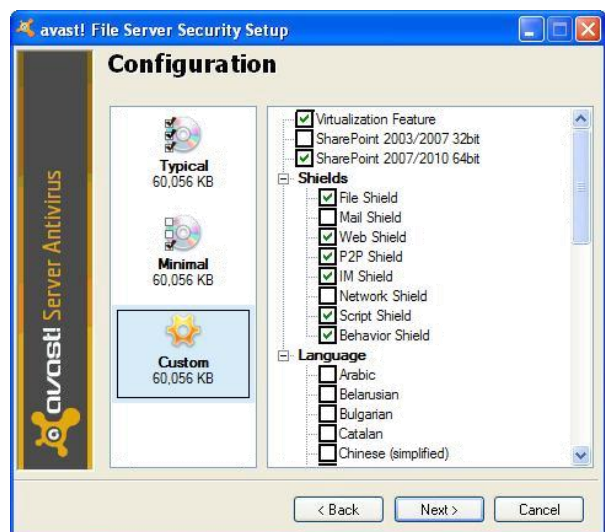 avast! File Server Security Setup
Configuration
avast! Server Antivirus
Typical
60,056 KB
Minimal
60,056 KB
Custom
60,056 KB
Virtualization Feature
SharePoint 2003/2007 32bit
SharePoint 2007/2010 64bit
Shields
File Shield
Mail Shield
Web Shield
P2P Shield
IM Shield
Network Shield
Script Shield
Behavior Shield
Language
Arabic
Belarusian
Bulgarian
Catalan
Chinese (simplified)
< Back
Next >
Cancel